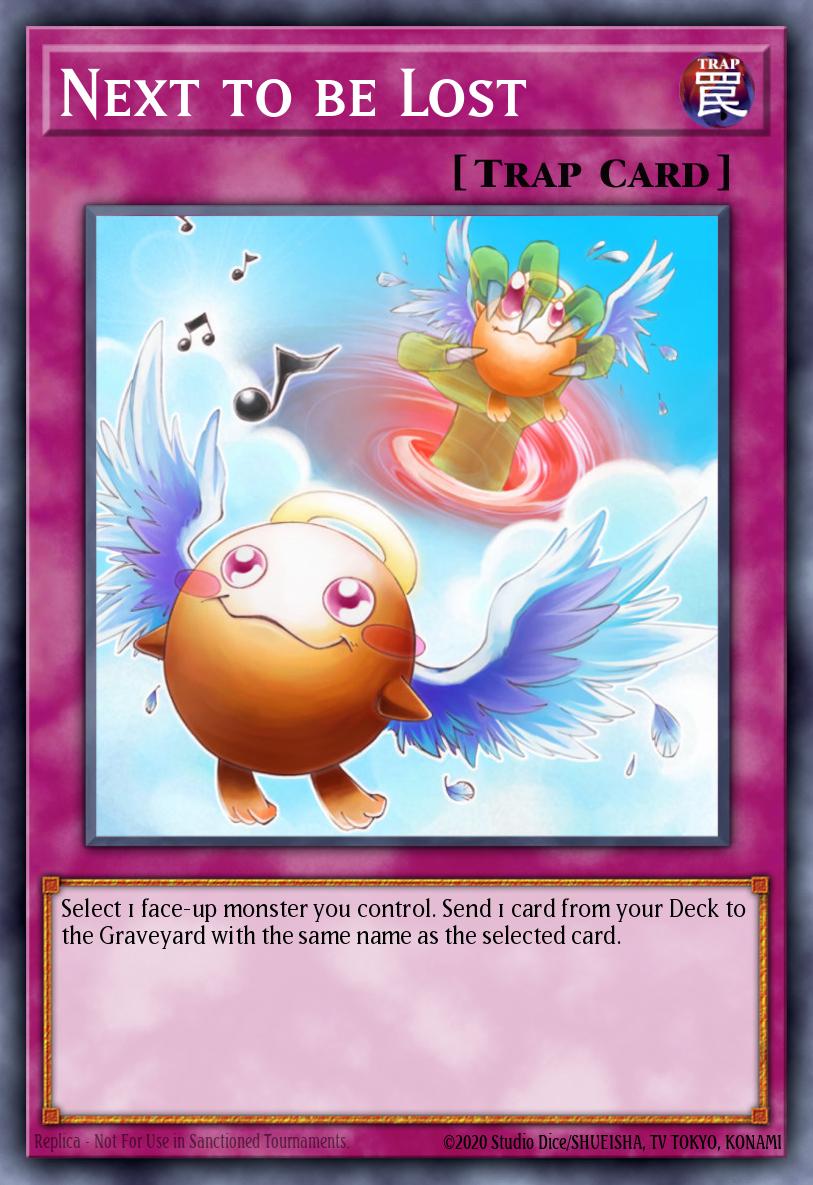 Next to be Lost
TRAP
罠
[Trap Card]
Select 1 face-up monster you control. Send 1 card from your Deck to
the Graveyard with the same name as the selected card.
Replica - Not For Use in Sanctioned Tournaments.
©2020 Studio Dice/SHUEISHA, TV TOKYO, KONAMI